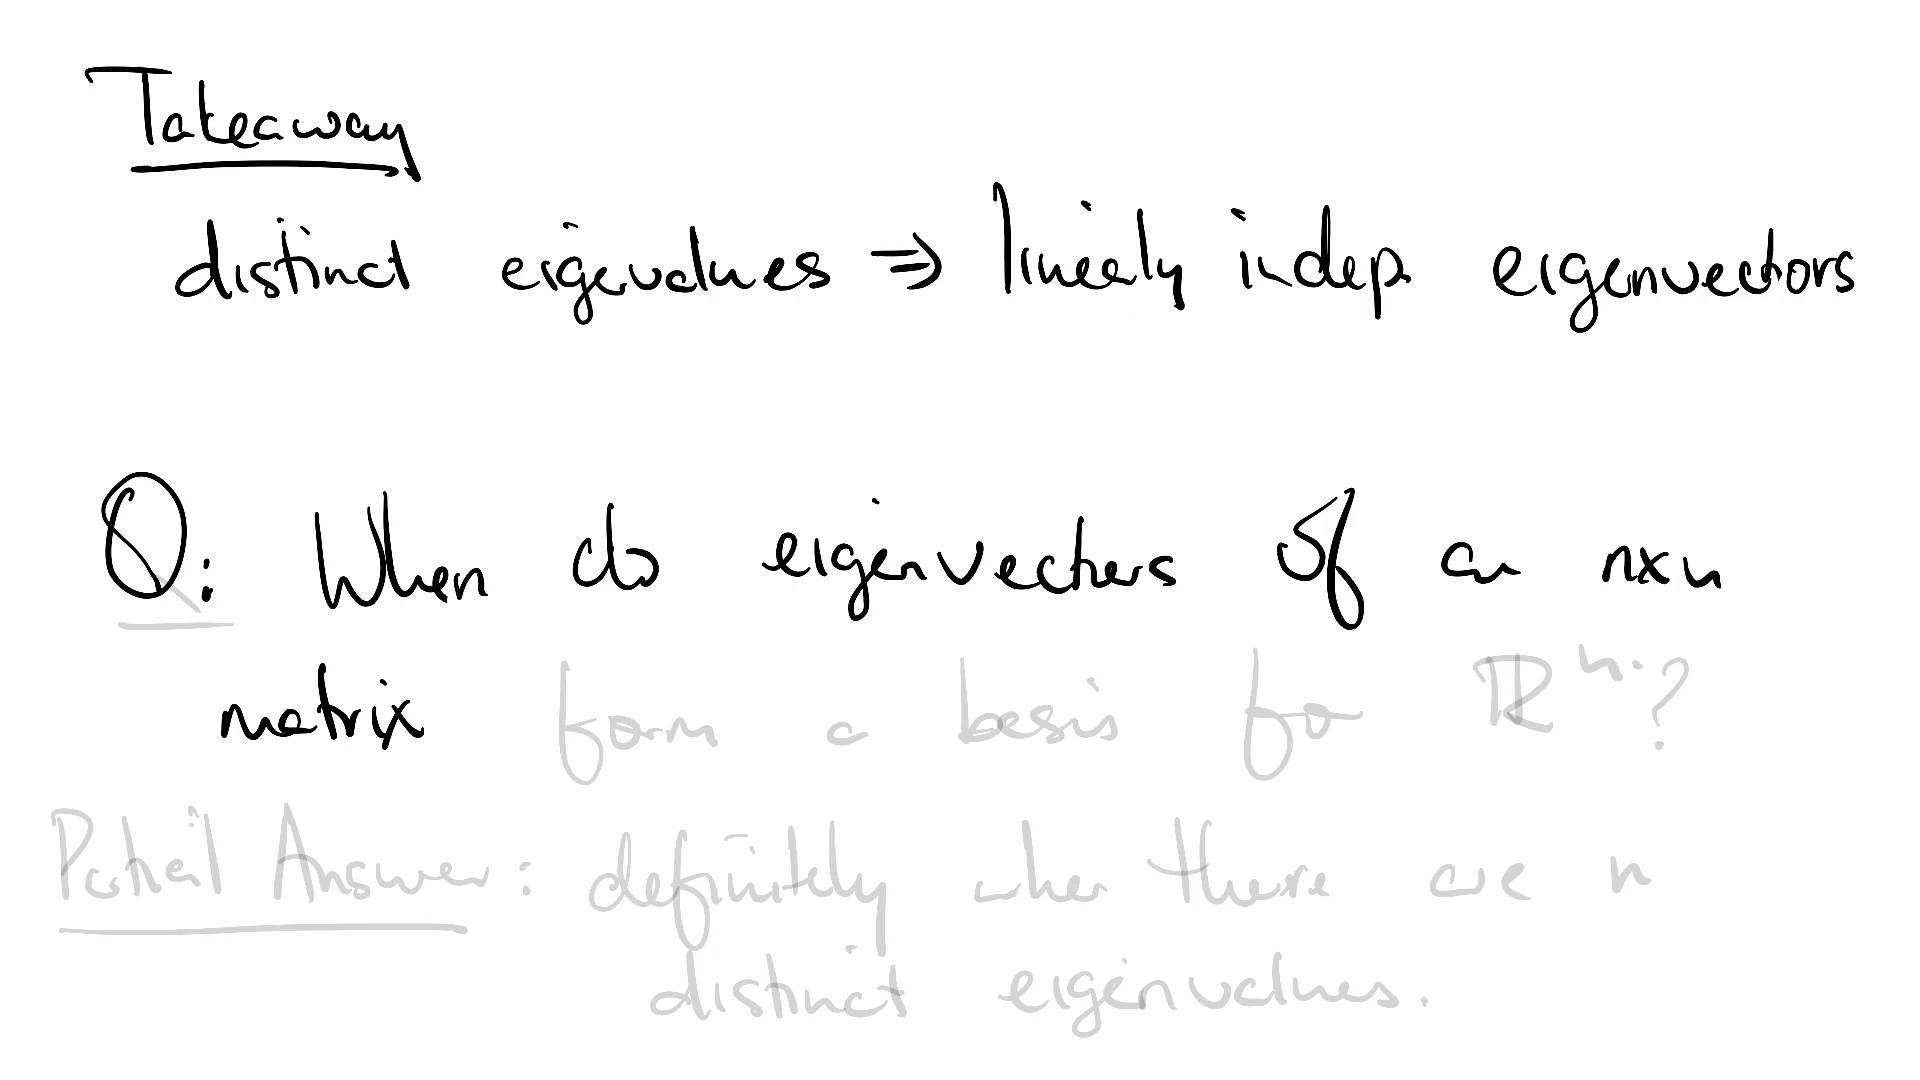 Takeaway
distinct eigenvalues ⇒ linearly indep. eigenvectors
Q: When do eigenvectors of an nxn
matrix form a basis for ℝⁿ?
Partial Answer: definitely when there are n
distinct eigenvalues.